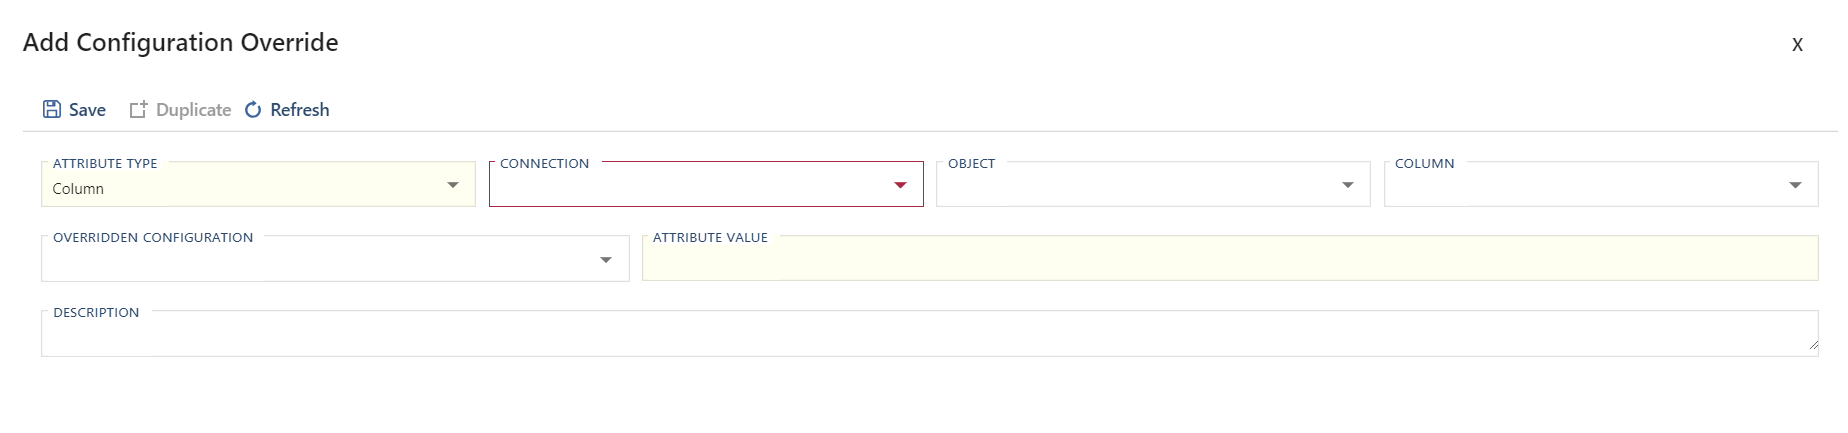 Add Configuration Override
X
Save Duplicate Refresh
ATTRIBUTE TYPE CONNECTION OBJECT COLUMN
Column
OVERRIDDEN CONFIGURATION ATTRIBUTE VALUE
DESCRIPTION